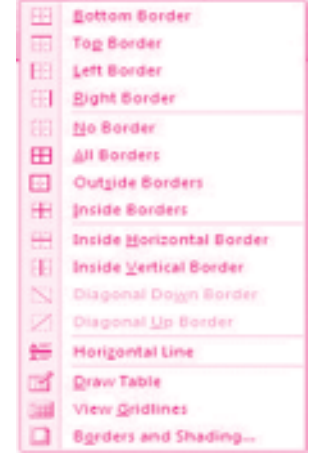 Bottom Border
Top Border
Left Border
Right Border
No Border
All Borders
Outside Borders
Inside Borders
Inside Horizontal Border
Inside Vertical Border
Diagonal Down Border
Diagonal Up Border
Horizontal Line
Draw Table
View Gridlines
Borders and Shading...